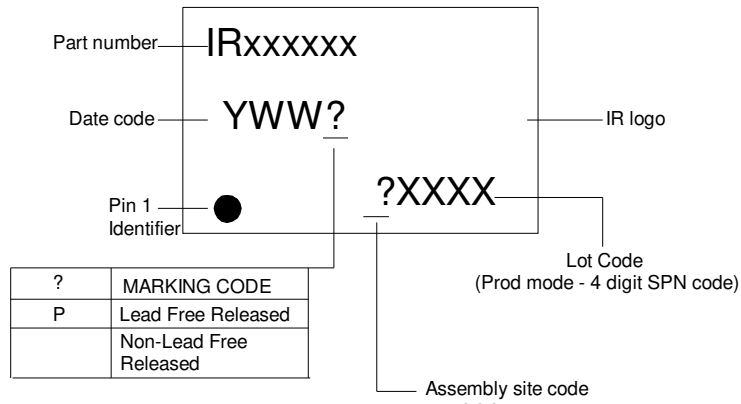 Part number
IRxxxxxx
Date code
YWW?
IR logo
?XXXX
Pin 1
Identifier
Lot Code
(Prod mode - 4 digit SPN code)
? MARKING CODE
P Lead Free Released
Non-Lead Free
Released
Assembly site code